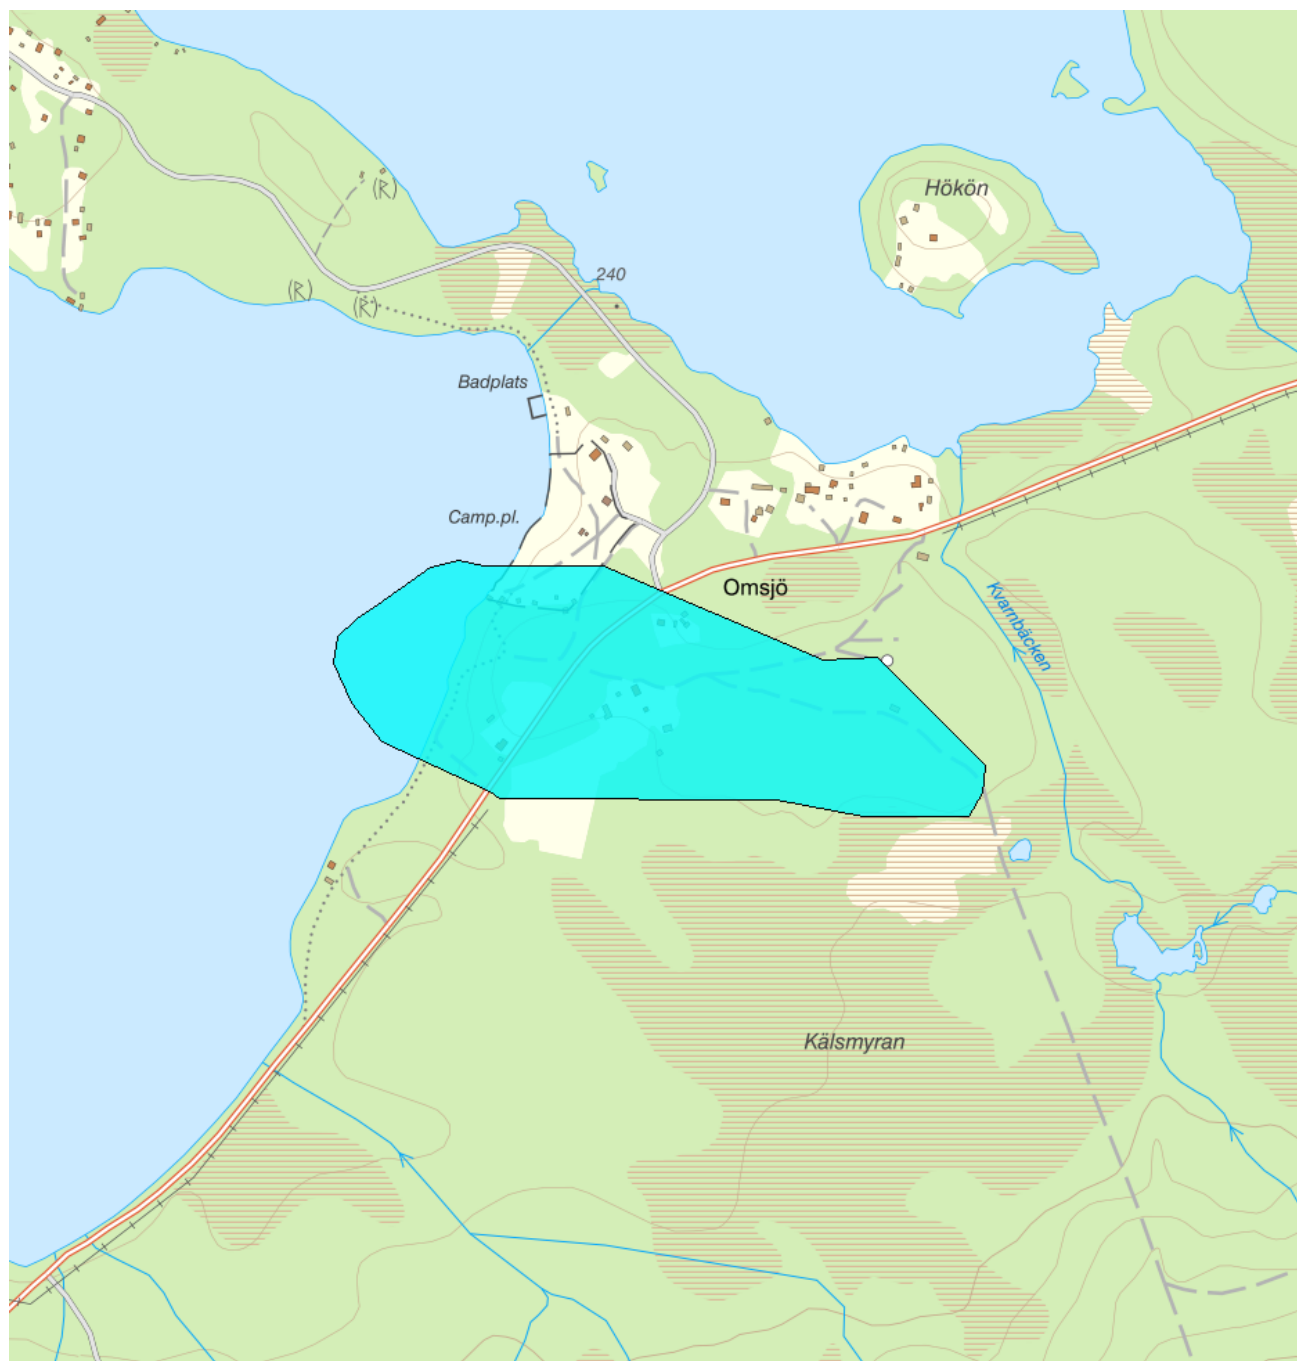 Hökön
(R)
240
(R)
(R)
Badplats
Camp.pl.
Omsjö
Kvarnbäcken
Kälsmyran